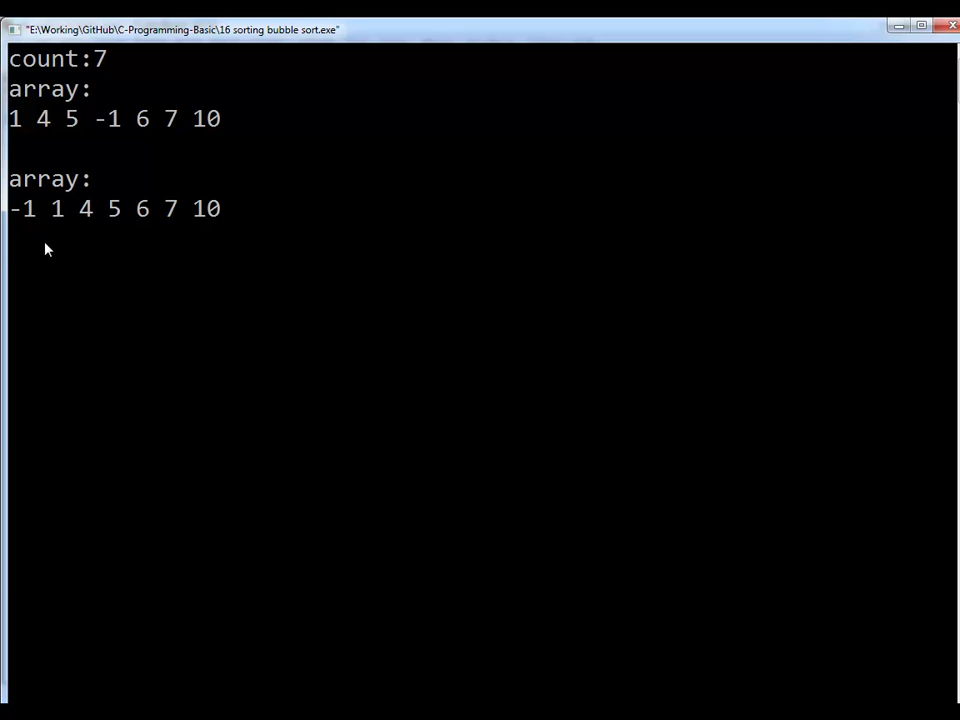 "E:\Working\GitHub\C-Programming-Basic\16 sorting bubble sort.exe"
count:7
array:
1 4 5 -1 6 7 10
array:
-1 1 4 5 6 7 10